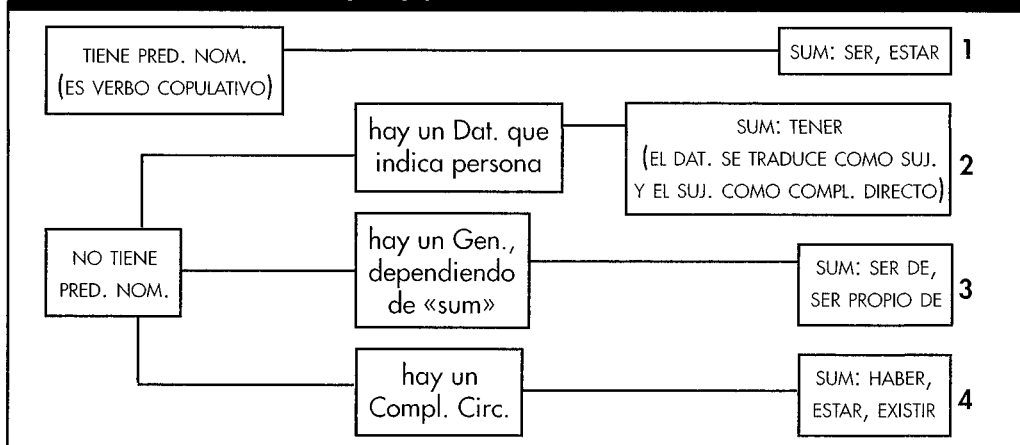 TIENE PRED. NOM.
(ES VERBO COPULATIVO)
SUM: SER, ESTAR
1
hay un Dat. que
indica persona
SUM: TENER
(EL DAT. SE TRADUCE COMO SUJ.
Y EL SUJ. COMO COMPL. DIRECTO)
2
NO TIENE
PRED. NOM.
hay un Gen.,
dependiendo
de «sum»
SUM: SER DE,
SER PROPIO DE
3
hay un
Compl. Circ.
SUM: HABER,
ESTAR, EXISTIR
4